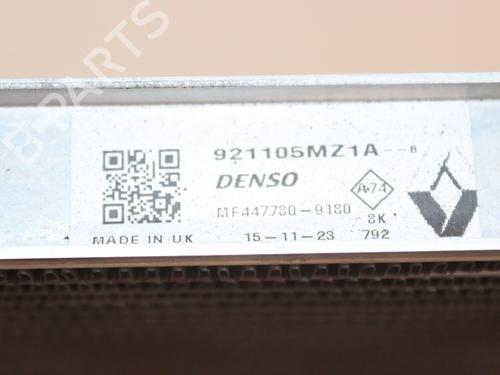 921105MZ1A--B
DENSO
A74
MF447780-9180
8K
MADE IN UK
15-11-23
792
B-PARTS